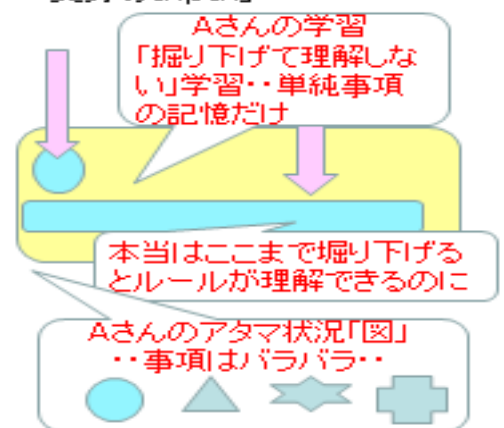 Aさんの学習
「掘り下げて理解しな
い」学習・・単純事項
の記憶だけ
本当はここまで掘り下げる
とルールが理解できるのに
Aさんのアタマ状況「図」
・・事項はバラバラ・・